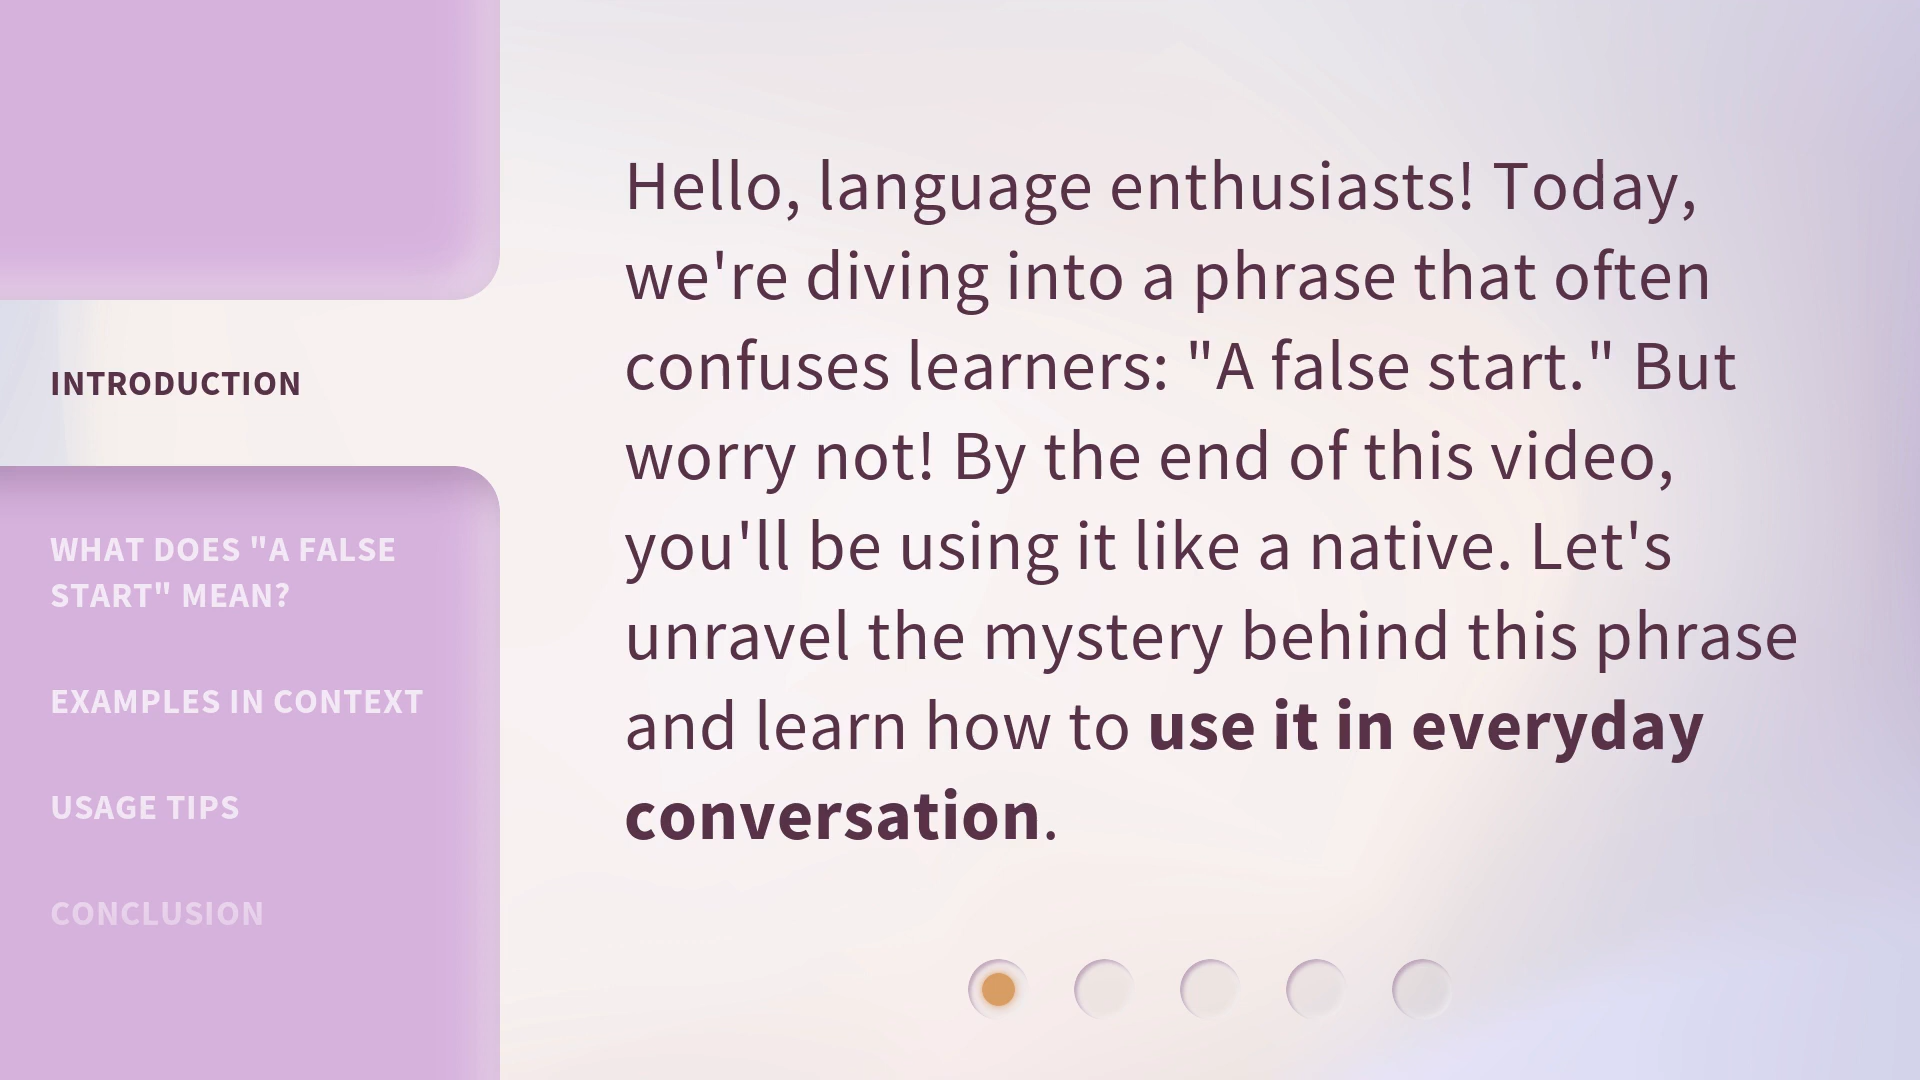 INTRODUCTION
WHAT DOES "A FALSE
START" MEAN?
EXAMPLES IN CONTEXT
USAGE TIPS
CONCLUSION
Hello, language enthusiasts! Today,
we're diving into a phrase that often
confuses learners: "A false start." But
worry not! By the end of this video,
you'll be using it like a native. Let's
unravel the mystery behind this phrase
and learn how to use it in everyday
conversation.